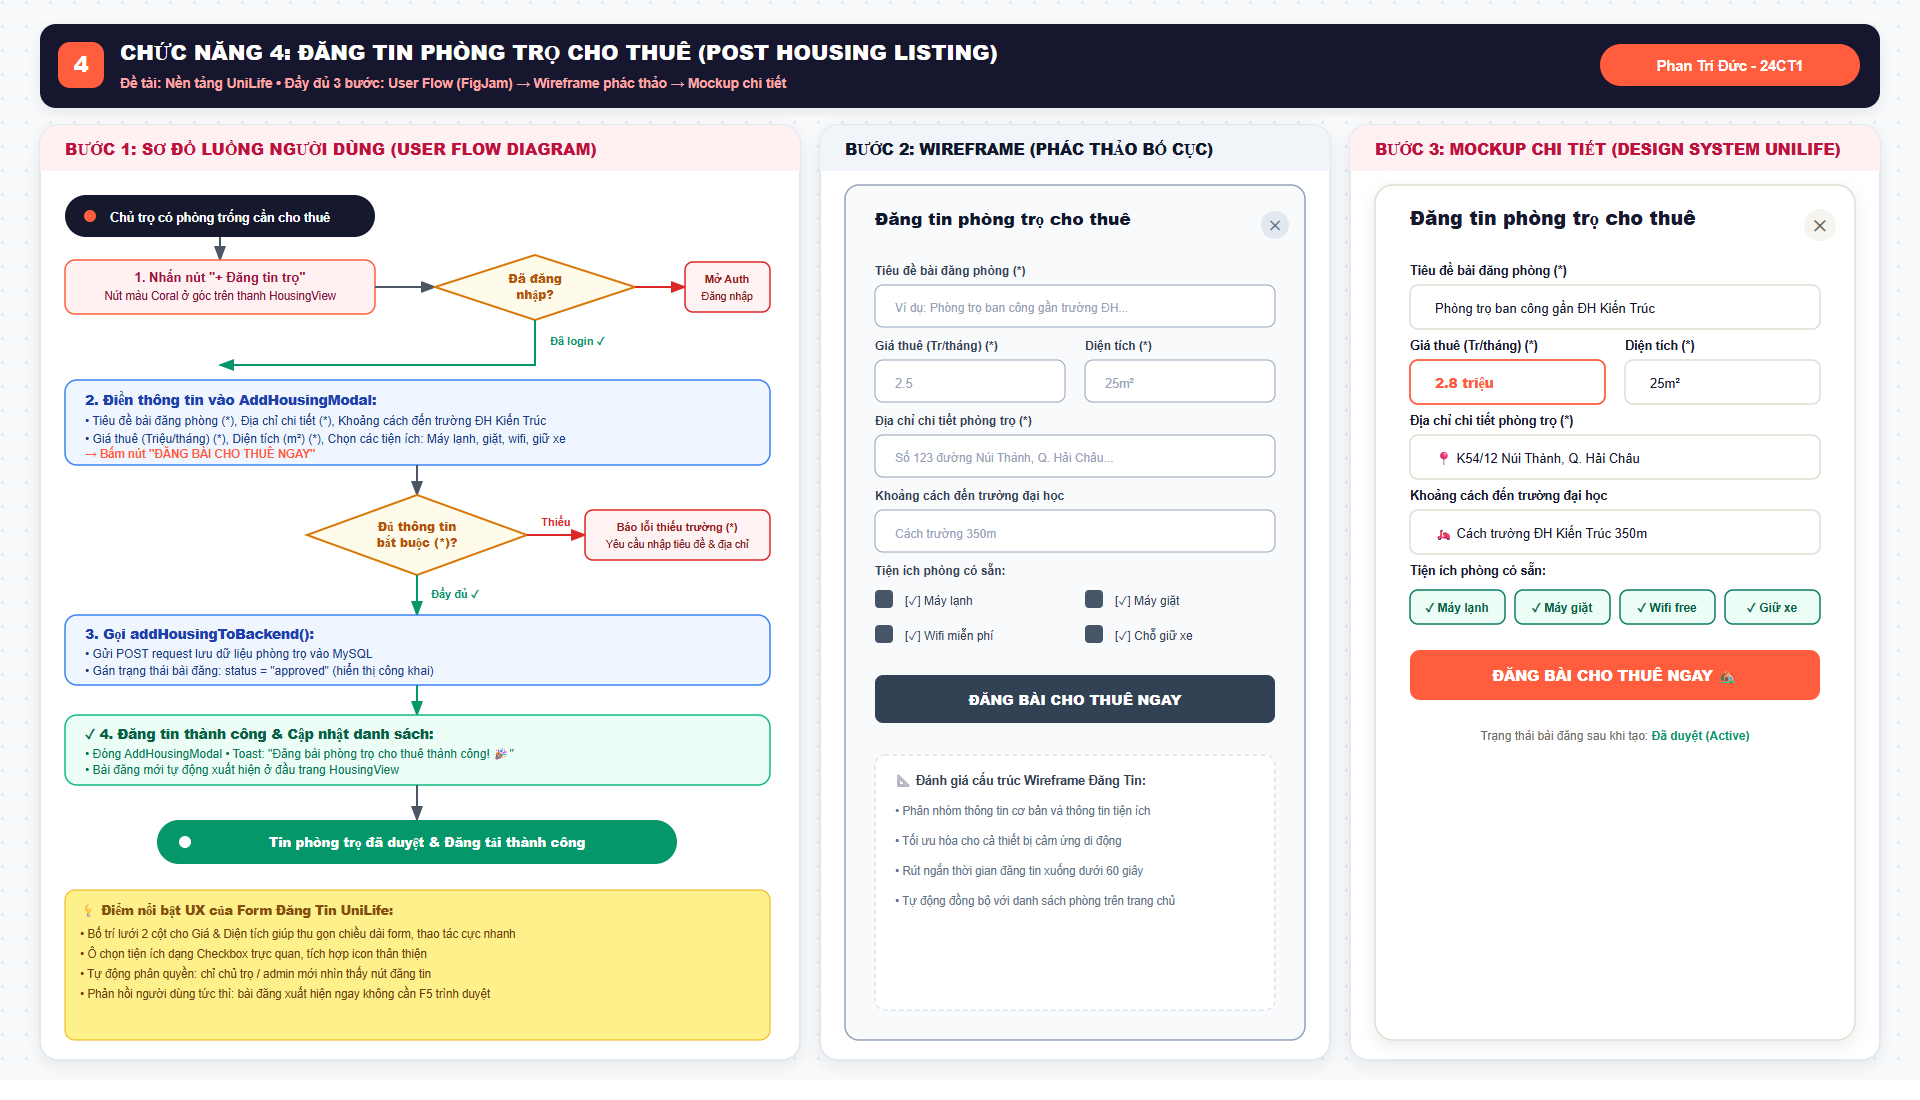 4
CHỨC NĂNG 4: ĐĂNG TIN PHÒNG TRỌ CHO THUÊ (POST HOUSING LISTING)
Đề tài: Nền tảng UniLife • Đầy đủ 3 bước: User Flow (FigJam) → Wireframe phác thảo → Mockup chi tiết
Phan Trí Đức - 24CT1
BƯỚC 1: SƠ ĐỒ LUỒNG NGƯỜI DÙNG (USER FLOW DIAGRAM)
Chủ trọ có phòng trống cần cho thuê
1. Nhấn nút "+ Đăng tin trọ"
Nút màu Coral ở góc trên thanh HousingView
Đã đăng
nhập?
Mở Auth
Đăng nhập
Đã login ✓
2. Điền thông tin vào AddHousingModal:
• Tiêu đề bài đăng phòng (*), Địa chỉ chi tiết (*), Khoảng cách đến trường ĐH Kiến Trúc
• Giá thuê (Triệu/tháng) (*), Diện tích (m²) (*), Chọn các tiện ích: Máy lạnh, giặt, wifi, giữ xe
→ Bấm nút "ĐĂNG BÀI CHO THUÊ NGAY"
Đủ thông tin
bắt buộc (*)?
Thiếu
Báo lỗi thiếu trường (*)
Yêu cầu nhập tiêu đề & địa chỉ
Đầy đủ ✓
3. Gọi addHousingToBackend():
• Gửi POST request lưu dữ liệu phòng trọ vào MySQL
• Gán trạng thái bài đăng: status = "approved" (hiển thị công khai)
✓ 4. Đăng tin thành công & Cập nhật danh sách:
• Đóng AddHousingModal • Toast: "Đăng bài phòng trọ cho thuê thành công! 🎉"
• Bài đăng mới tự động xuất hiện ở đầu trang HousingView
Tin phòng trọ đã duyệt & Đăng tải thành công
💡 Điểm nổi bật UX của Form Đăng Tin UniLife:
• Bố trí lưới 2 cột cho Giá & Diện tích giúp thu gọn chiều dài form, thao tác cực nhanh
• Ô chọn tiện ích dạng Checkbox trực quan, tích hợp icon thân thiện
• Tự động phân quyền: chỉ chủ trọ / admin mới nhìn thấy nút đăng tin
• Phản hồi người dùng tức thì: bài đăng xuất hiện ngay không cần F5 trình duyệt
BƯỚC 2: WIREFRAME (PHÁC THẢO BỐ CỤC)
Đăng tin phòng trọ cho thuê
✕
Tiêu đề bài đăng phòng (*)
Ví dụ: Phòng trọ ban công gần trường ĐH...
Giá thuê (Tr/tháng) (*)
Diện tích (*)
2.5
25m²
Địa chỉ chi tiết phòng trọ (*)
Số 123 đường Núi Thành, Q. Hải Châu...
Khoảng cách đến trường đại học
Cách trường 350m
Tiện ích phòng có sẵn:
[✓] Máy lạnh
[✓] Máy giặt
[✓] Wifi miễn phí
[✓] Chỗ giữ xe
ĐĂNG BÀI CHO THUÊ NGAY
📐 Đánh giá cấu trúc Wireframe Đăng Tin:
• Phân nhóm thông tin cơ bản và thông tin tiện ích
• Tối ưu hóa cho cả thiết bị cảm ứng di động
• Rút ngắn thời gian đăng tin xuống dưới 60 giây
• Tự động đồng bộ với danh sách phòng trên trang chủ
BƯỚC 3: MOCKUP CHI TIẾT (DESIGN SYSTEM UNILIFE)
Đăng tin phòng trọ cho thuê
✕
Tiêu đề bài đăng phòng (*)
Phòng trọ ban công gần ĐH Kiến Trúc
Giá thuê (Tr/tháng) (*)
Diện tích (*)
2.8 triệu
25m²
Địa chỉ chi tiết phòng trọ (*)
📍 K54/12 Núi Thành, Q. Hải Châu
Khoảng cách đến trường đại học
🛵 Cách trường ĐH Kiến Trúc 350m
Tiện ích phòng có sẵn:
✓ Máy lạnh
✓ Máy giặt
✓ Wifi free
✓ Giữ xe
ĐĂNG BÀI CHO THUÊ NGAY 🏡
Trạng thái bài đăng sau khi tạo: Đã duyệt (Active)